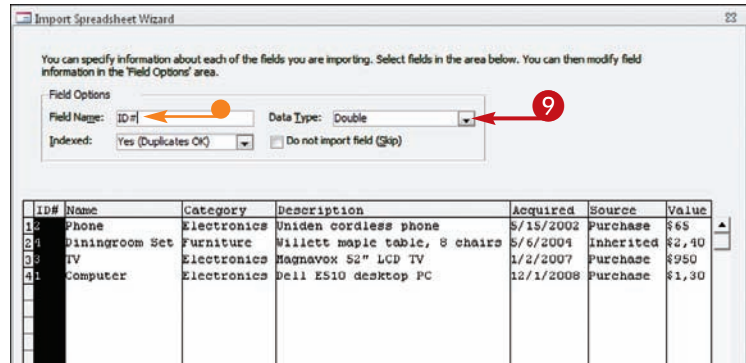 Import Spreadsheet Wizard
You can specify information about each of the fields you are importing. Select fields in the area below. You can then modify field
information in the 'Field Options' area.
Field Options
Field Name: ID# Data Type: Double
9
Indexed: Yes (Duplicates OK) Do not import field (Skip)
ID# Name Category Description Acquired Source Value
1 2 Phone Electronics Uniden cordless phone 5/15/2002 Purchase $65
2 4 Diningroom Set Furniture Willett maple table, 8 chairs 5/6/2004 Inherited $2,40
3 3 TV Electronics Magnavox 52" LCD TV 1/2/2007 Purchase $950
4 1 Computer Electronics Dell E510 desktop PC 12/1/2008 Purchase $1,30